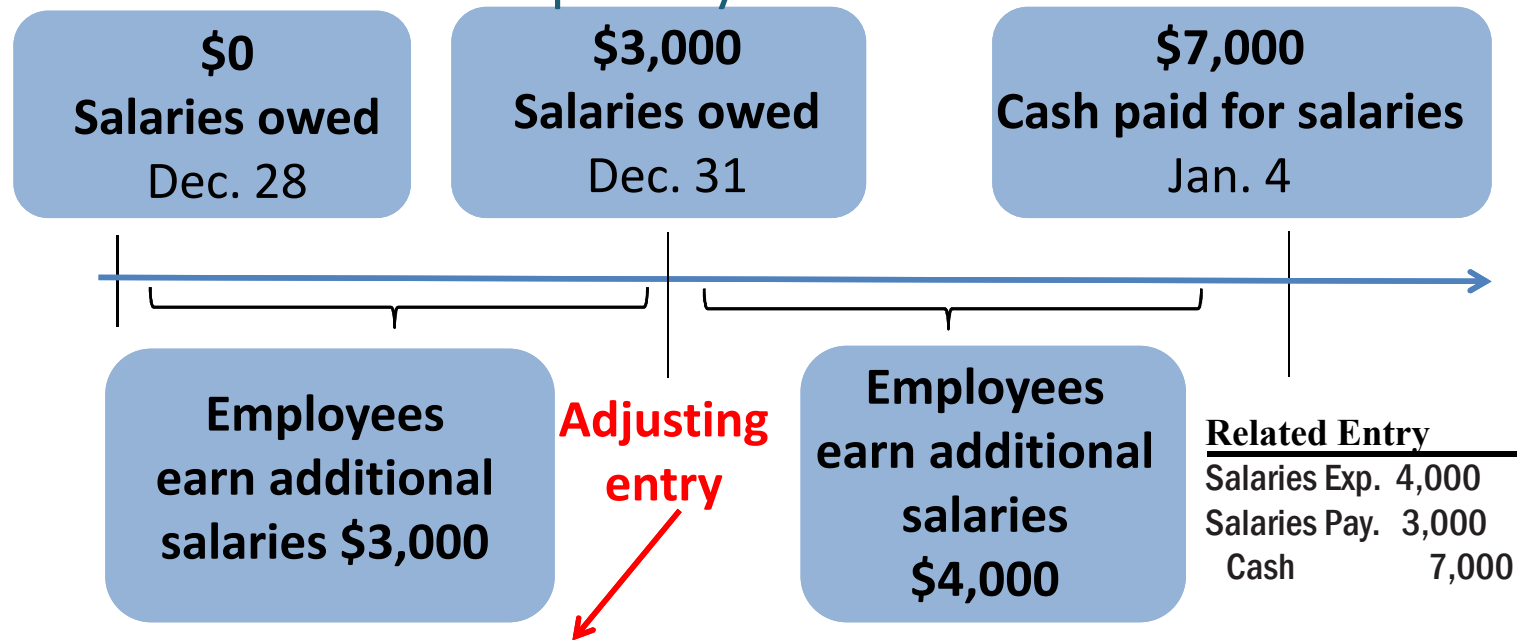 $0
Salaries owed
Dec. 28
$3,000
Salaries owed
Dec. 31
$7,000
Cash paid for salaries
Jan. 4
Employees
earn additional
salaries $3,000
Adjusting
entry
Employees
earn additional
salaries
$4,000
Related Entry
Salaries Exp. 4,000
Salaries Pay. 3,000
Cash 7,000